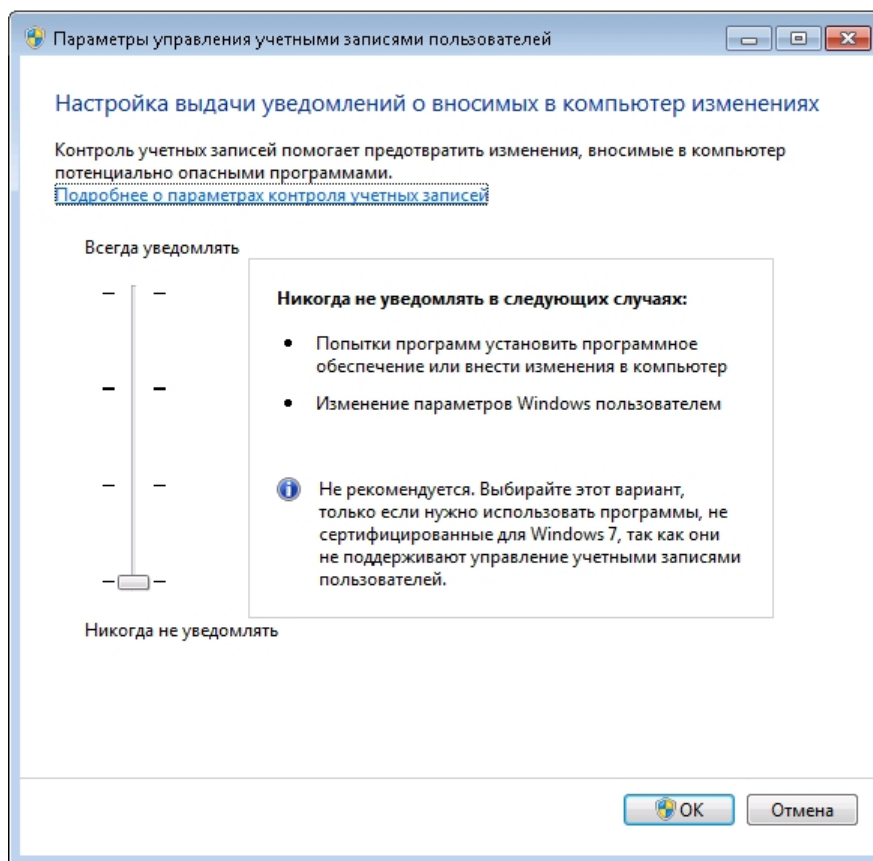 Параметры управления учетными записями пользователей
Настройка выдачи уведомлений о вносимых в компьютер изменениях
Контроль учетных записей помогает предотвратить изменения, вносимые в компьютер
потенциально опасными программами.
Подробнее о параметрах контроля учетных записей
Всегда уведомлять
Никогда не уведомлять в следующих случаях:
• Попытки программ установить программное
обеспечение или внести изменения в компьютер
• Изменение параметров Windows пользователем
Не рекомендуется. Выбирайте этот вариант,
только если нужно использовать программы, не
сертифицированные для Windows 7, так как они
не поддерживают управление учетными записями
пользователей.
Никогда не уведомлять
OK
Отмена